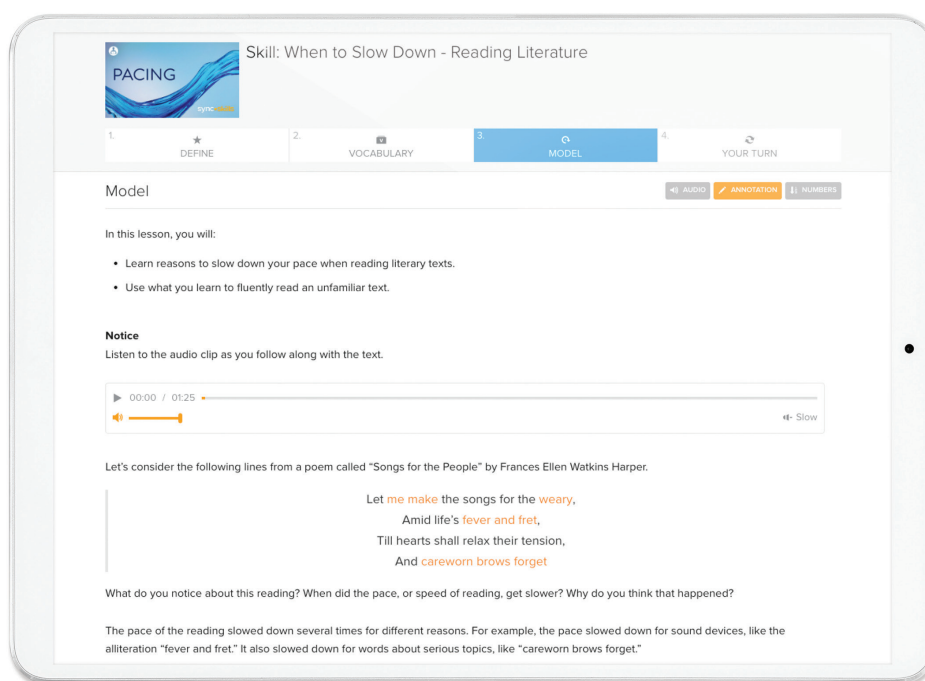 Skill: When to Slow Down - Reading Literature
PACING
sync
1.
DEFINE
2.
VOCABULARY
3.
MODEL
4.
YOUR TURN
Model
AUDIO
ANNOTATION
NUMBERS
In this lesson, you will:
• Learn reasons to slow down your pace when reading literary texts.
• Use what you learn to fluently read an unfamiliar text.
Notice
Listen to the audio clip as you follow along with the text.
00:00 / 01:25
Slow
Let's consider the following lines from a poem called “Songs for the People” by Frances Ellen Watkins Harper.
Let me make the songs for the weary,
Amid life's fever and fret,
Till hearts shall relax their tension,
And careworn brows forget
What do you notice about this reading? When did the pace, or speed of reading, get slower? Why do you think that happened?
The pace of the reading slowed down several times for different reasons. For example, the pace slowed down for sound devices, like the
alliteration “fever and fret.” It also slowed down for words about serious topics, like “careworn brows forget.”